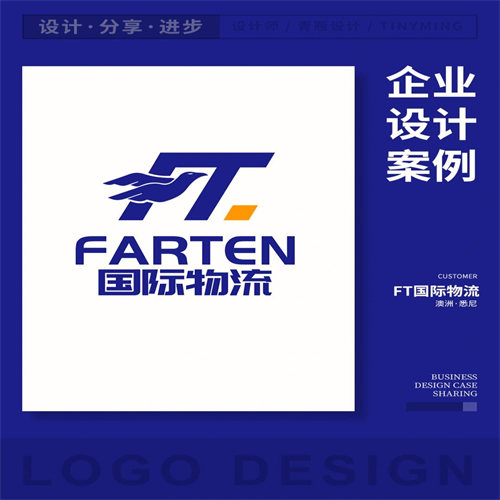 设计·分享·进步
设计师 / 青雁设计 / TINYMING
企业
设计
案例
FT.
FARTEN
国际物流
CUSTOMER
FT国际物流
澳洲·悉尼
BUSINESS
DESIGN CASE
SHARING
LOGO DESIGN